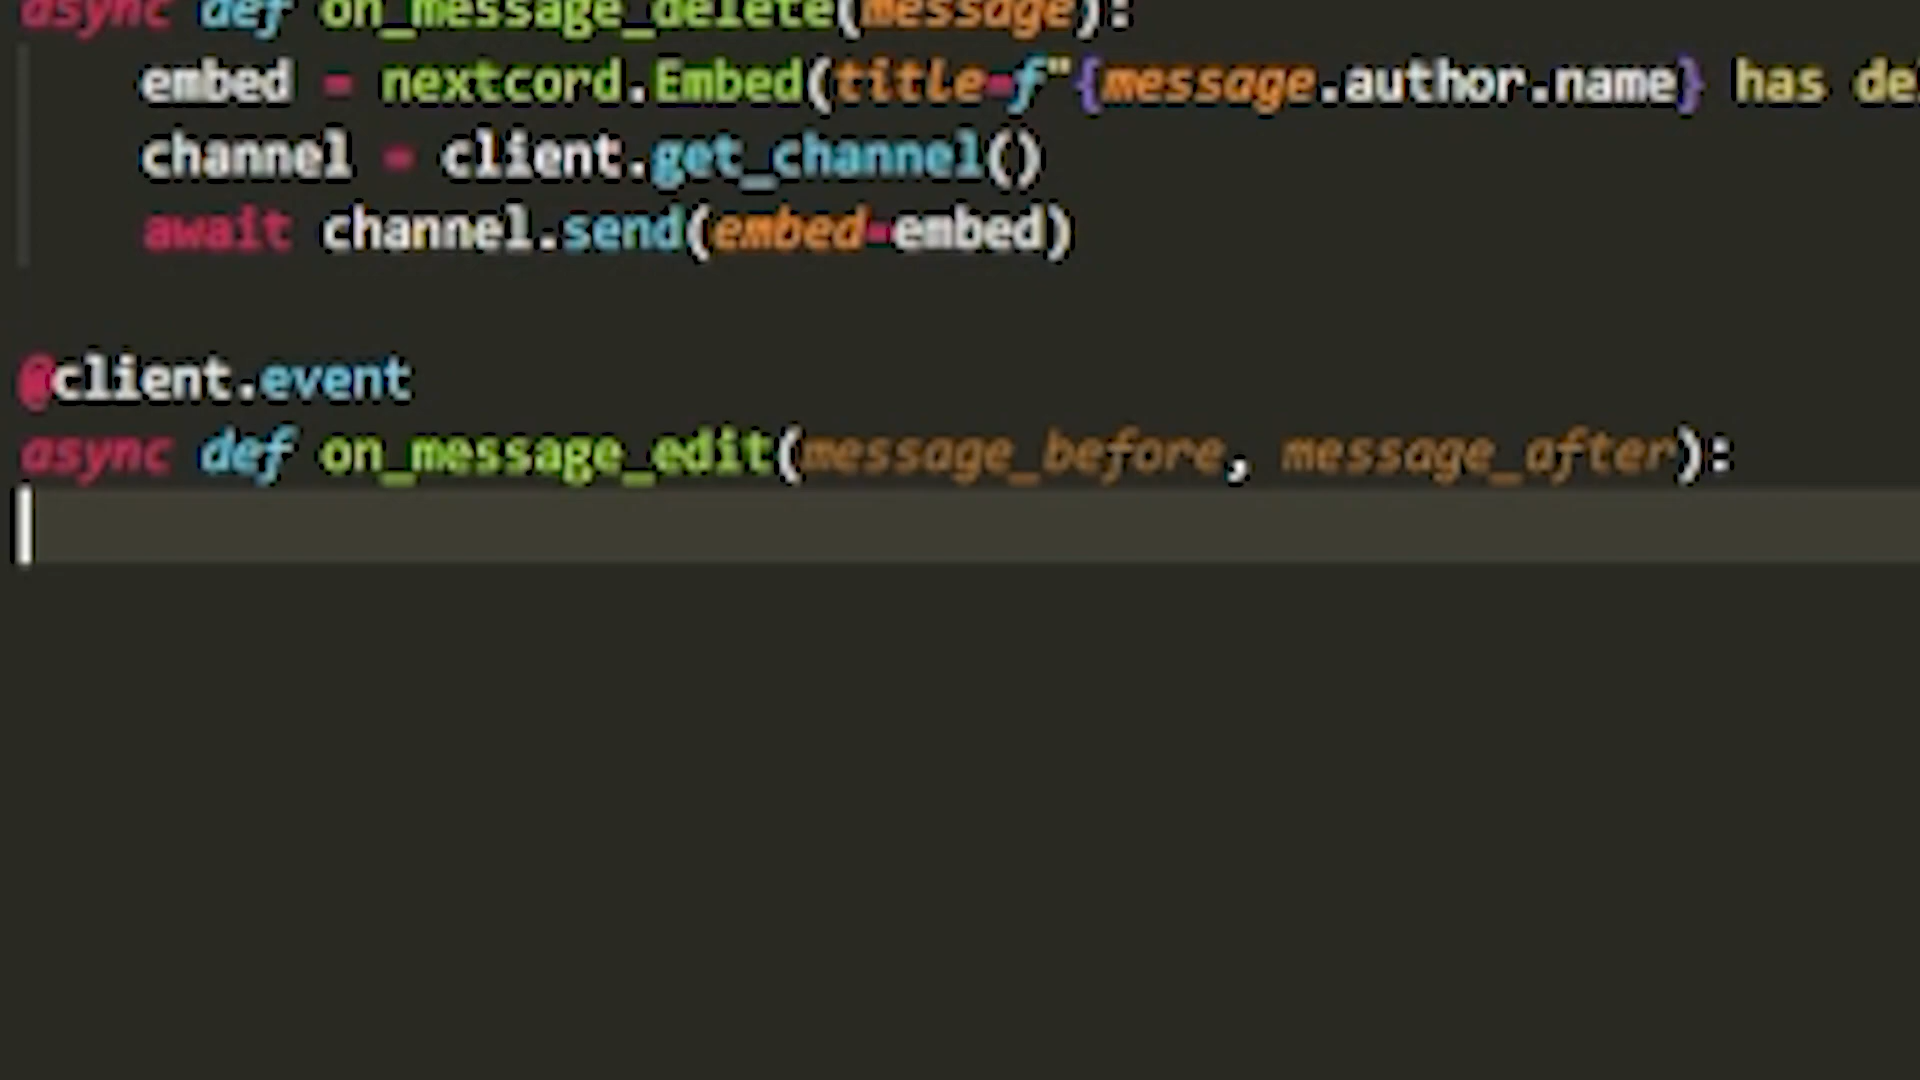 async def on_message_delete(message):
embed = nextcord.Embed(title=f"{message.author.name} has del
channel = client.get_channel()
await channel.send(embed=embed)
@client.event
async def on_message_edit(message_before, message_after):